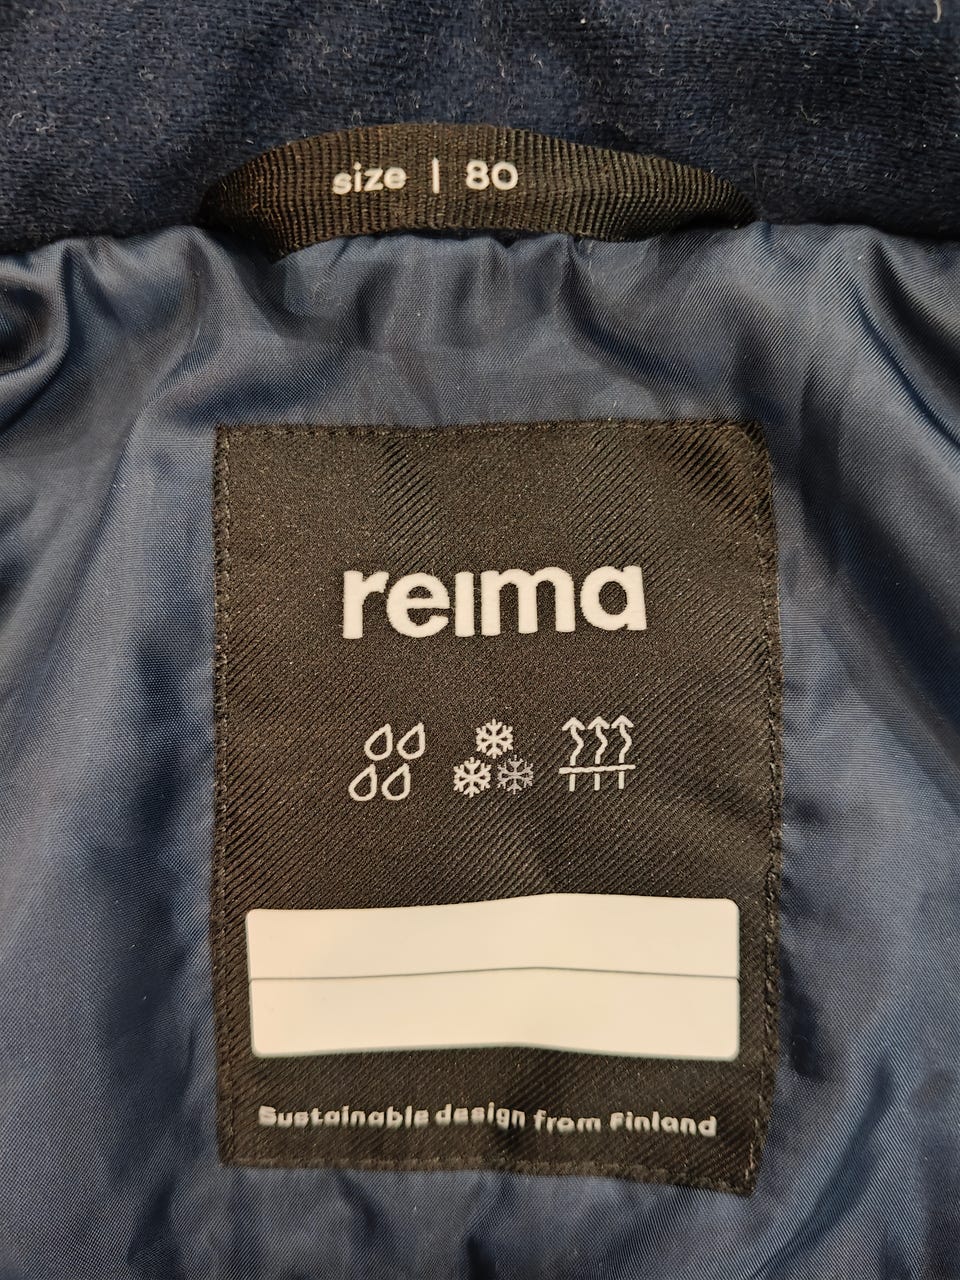 size | 80
reima
Sustainable design from Finland